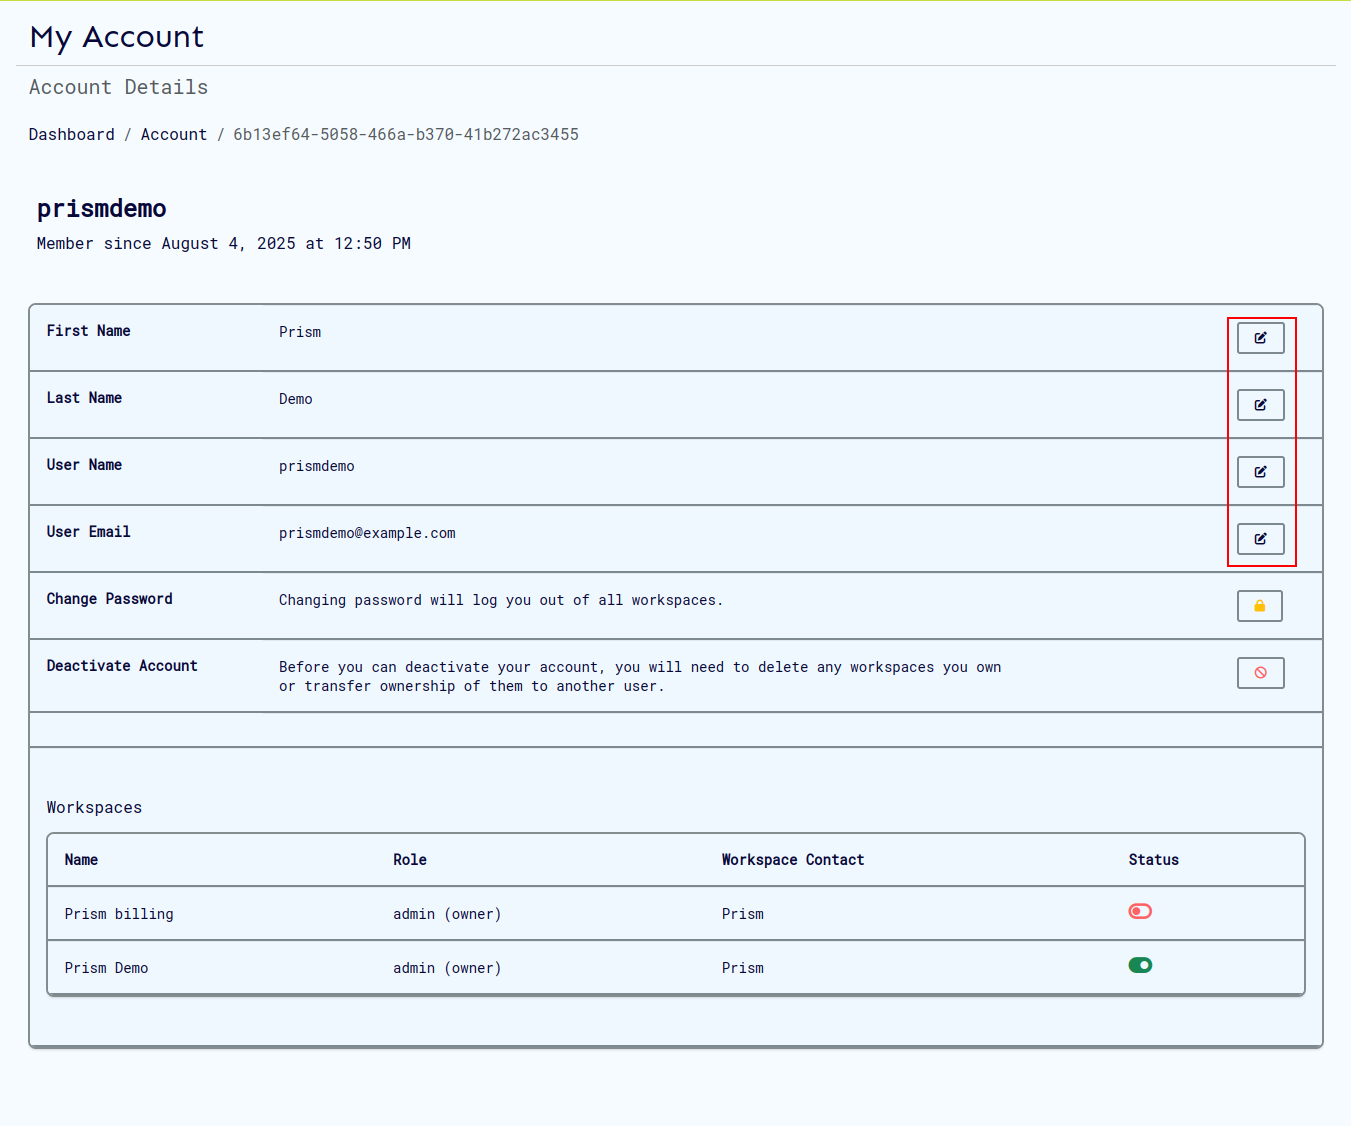 My Account
Account Details
Dashboard / Account / 6b13ef64-5058-466a-b370-41b272ac3455
prismdemo
Member since August 4, 2025 at 12:50 PM
First Name Prism
Last Name Demo
User Name prismdemo
User Email prismdemo@example.com
Change Password Changing password will log you out of all workspaces.
Deactivate Account Before you can deactivate your account, you will need to delete any workspaces you own
or transfer ownership of them to another user.
Workspaces
Name Role Workspace Contact Status
Prism billing admin (owner) Prism
Prism Demo admin (owner) Prism